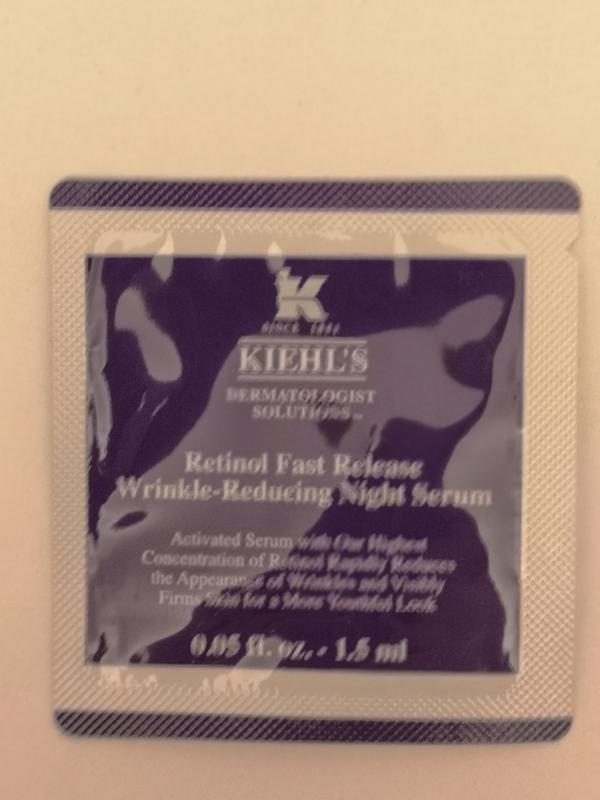 K
SINCE 1851
KIEHL'S
DERMATOLOGIST
SOLUTIONS™
Retinol Fast Release
Wrinkle-Reducing Night Serum
Activated Serum with Our Highest
Concentration of Retinol Rapidly Reduces
the Appearance of Wrinkles and Visibly
Firms Skin for a More Youthful Look
0.05 fl. oz. - 1.5 ml